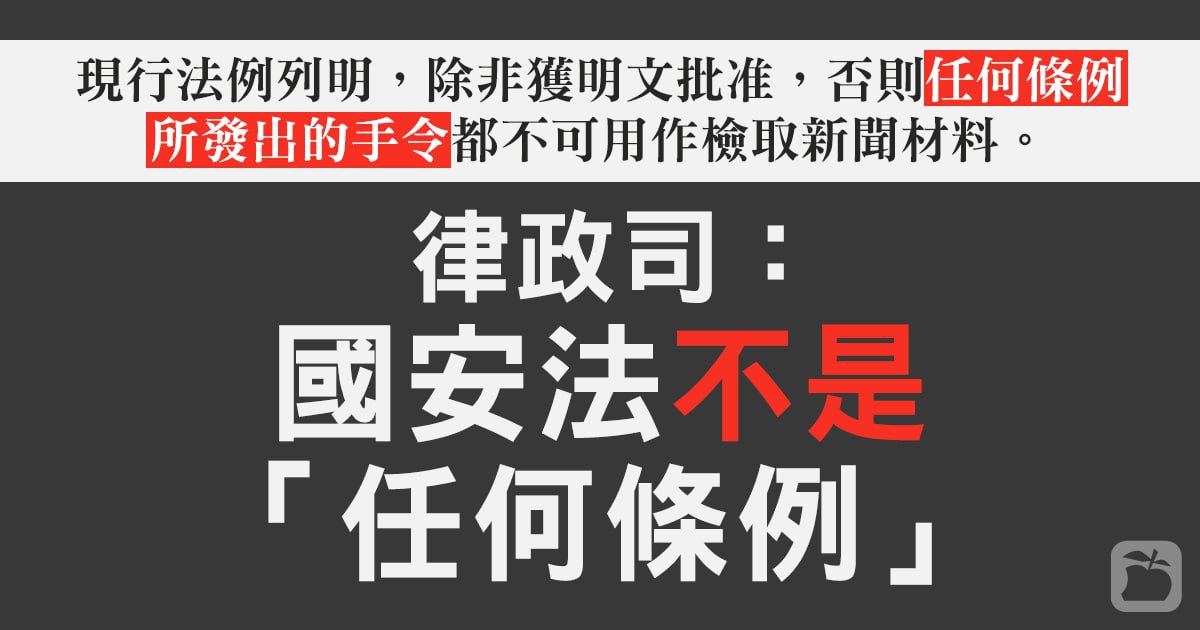 現行法例列明，除非獲明文批准，否則任何條例
所發出的手令都不可用作檢取新聞材料。
律政司：
國安法不是
「任何條例」